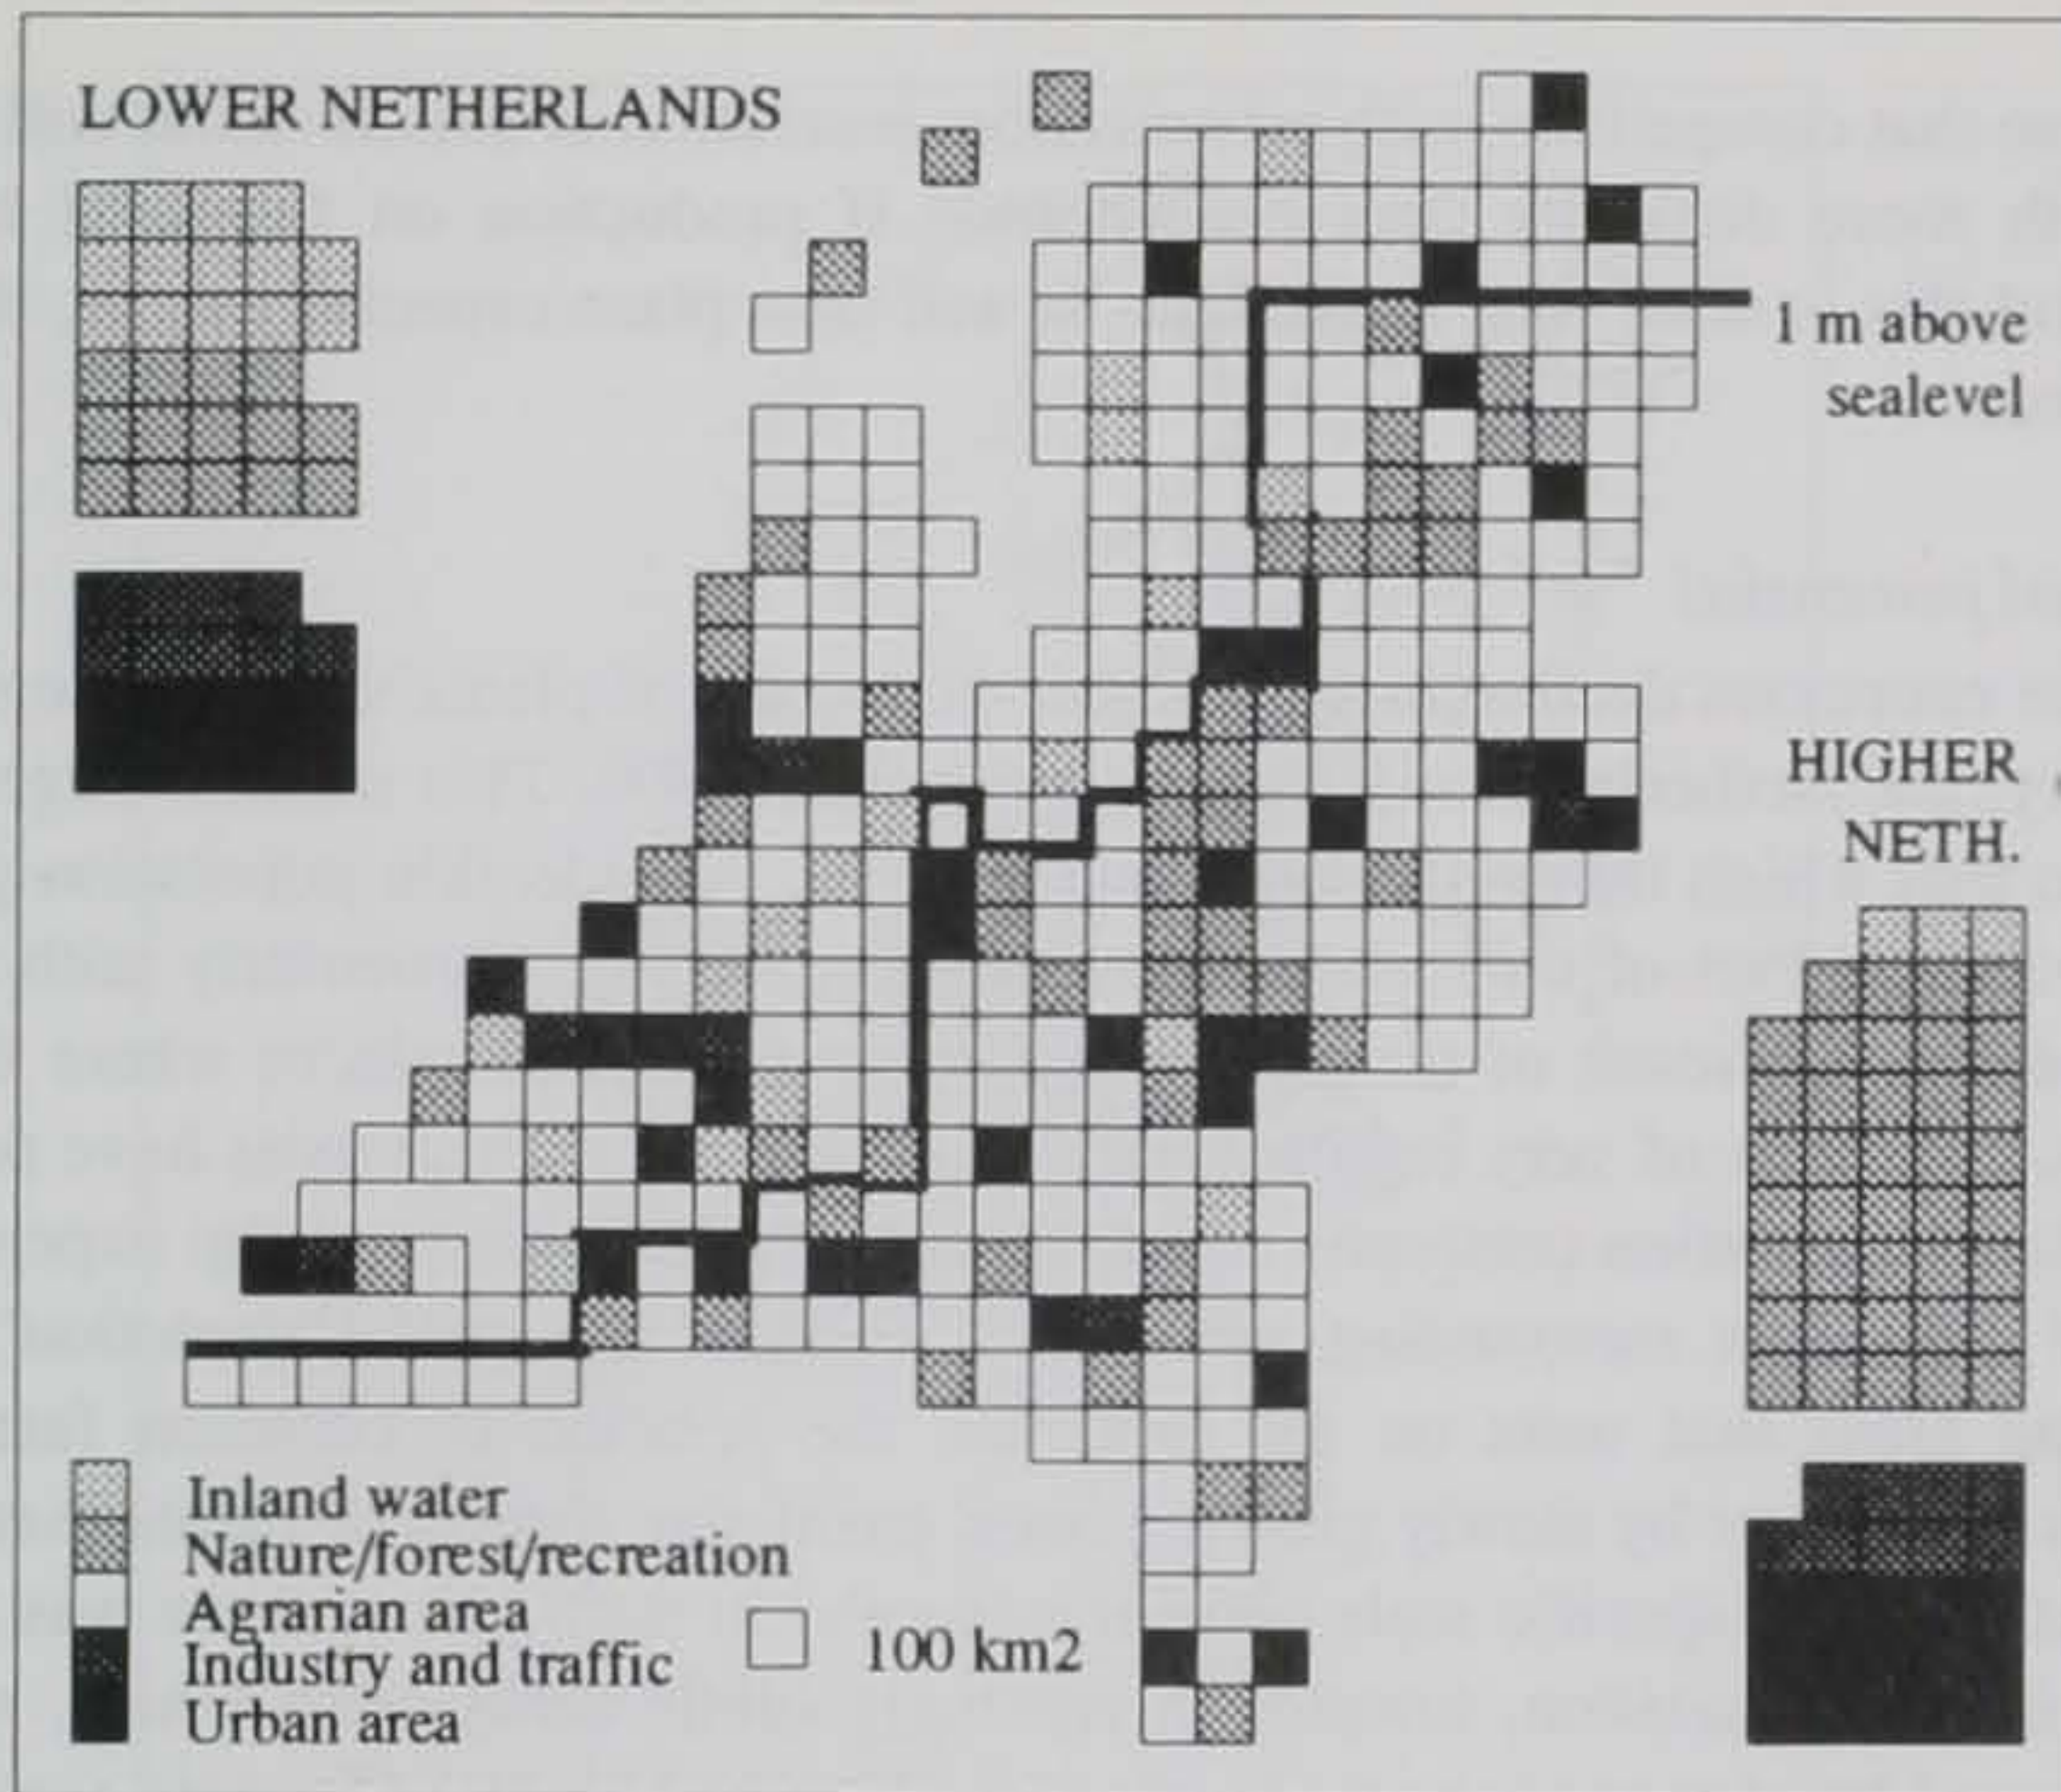 LOWER NETHERLANDS
1 m above
sealevel
HIGHER
NETH.
Inland water
Nature/forest/recreation
Agrarian area
Industry and traffic
Urban area
100 km2